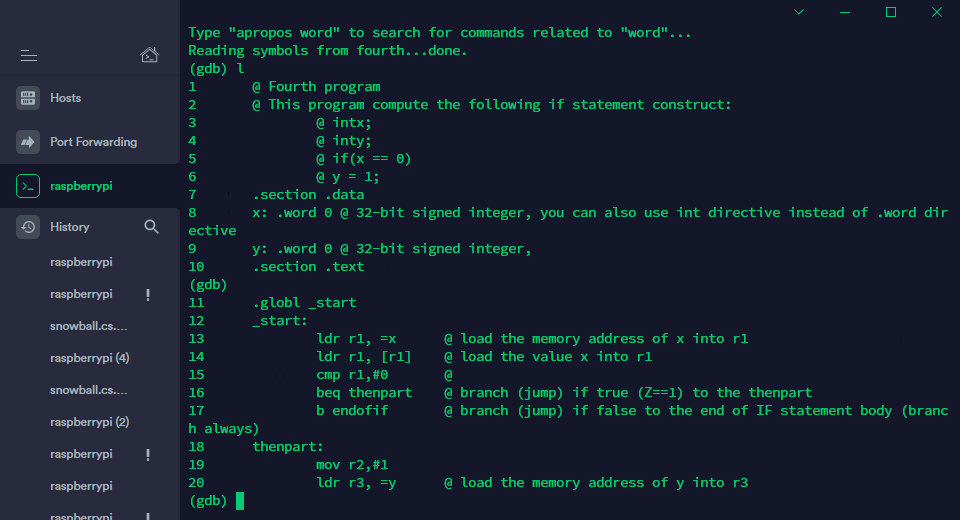 Hosts
Port Forwarding
raspberrypi
History
raspberrypi
raspberrypi !
snowball.cs....
raspberrypi (4)
snowball.cs....
raspberrypi (2)
raspberrypi !
raspberrypi
raspberrypi !
Type "apropos word" to search for commands related to "word"...
Reading symbols from fourth...done.
(gdb) l
1 @ Fourth program
2 @ This program compute the following if statement construct:
3 @ intx;
4 @ inty;
5 @ if(x == 0)
6 @ y = 1;
7 .section .data
8 x: .word 0 @ 32-bit signed integer, you can also use int directive instead of .word dir
ective
9 y: .word 0 @ 32-bit signed integer,
10 .section .text
(gdb)
11 .globl _start
12 _start:
13 ldr r1, =x @ load the memory address of x into r1
14 ldr r1, [r1] @ load the value x into r1
15 cmp r1,#0 @
16 beq thenpart @ branch (jump) if true (Z==1) to the thenpart
17 b endofif @ branch (jump) if false to the end of IF statement body (branc
h always)
18 thenpart:
19 mov r2,#1
20 ldr r3, =y @ load the memory address of y into r3
(gdb)